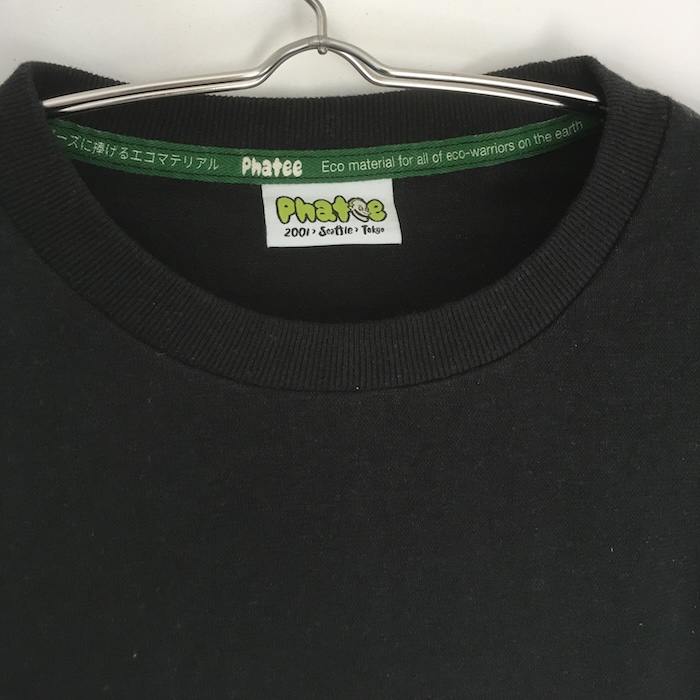 ーズに捧げるエコマテリアル Phatee Eco material for all of eco-warriors on the earth
Phatee
2001 > Seattle > Tokyo